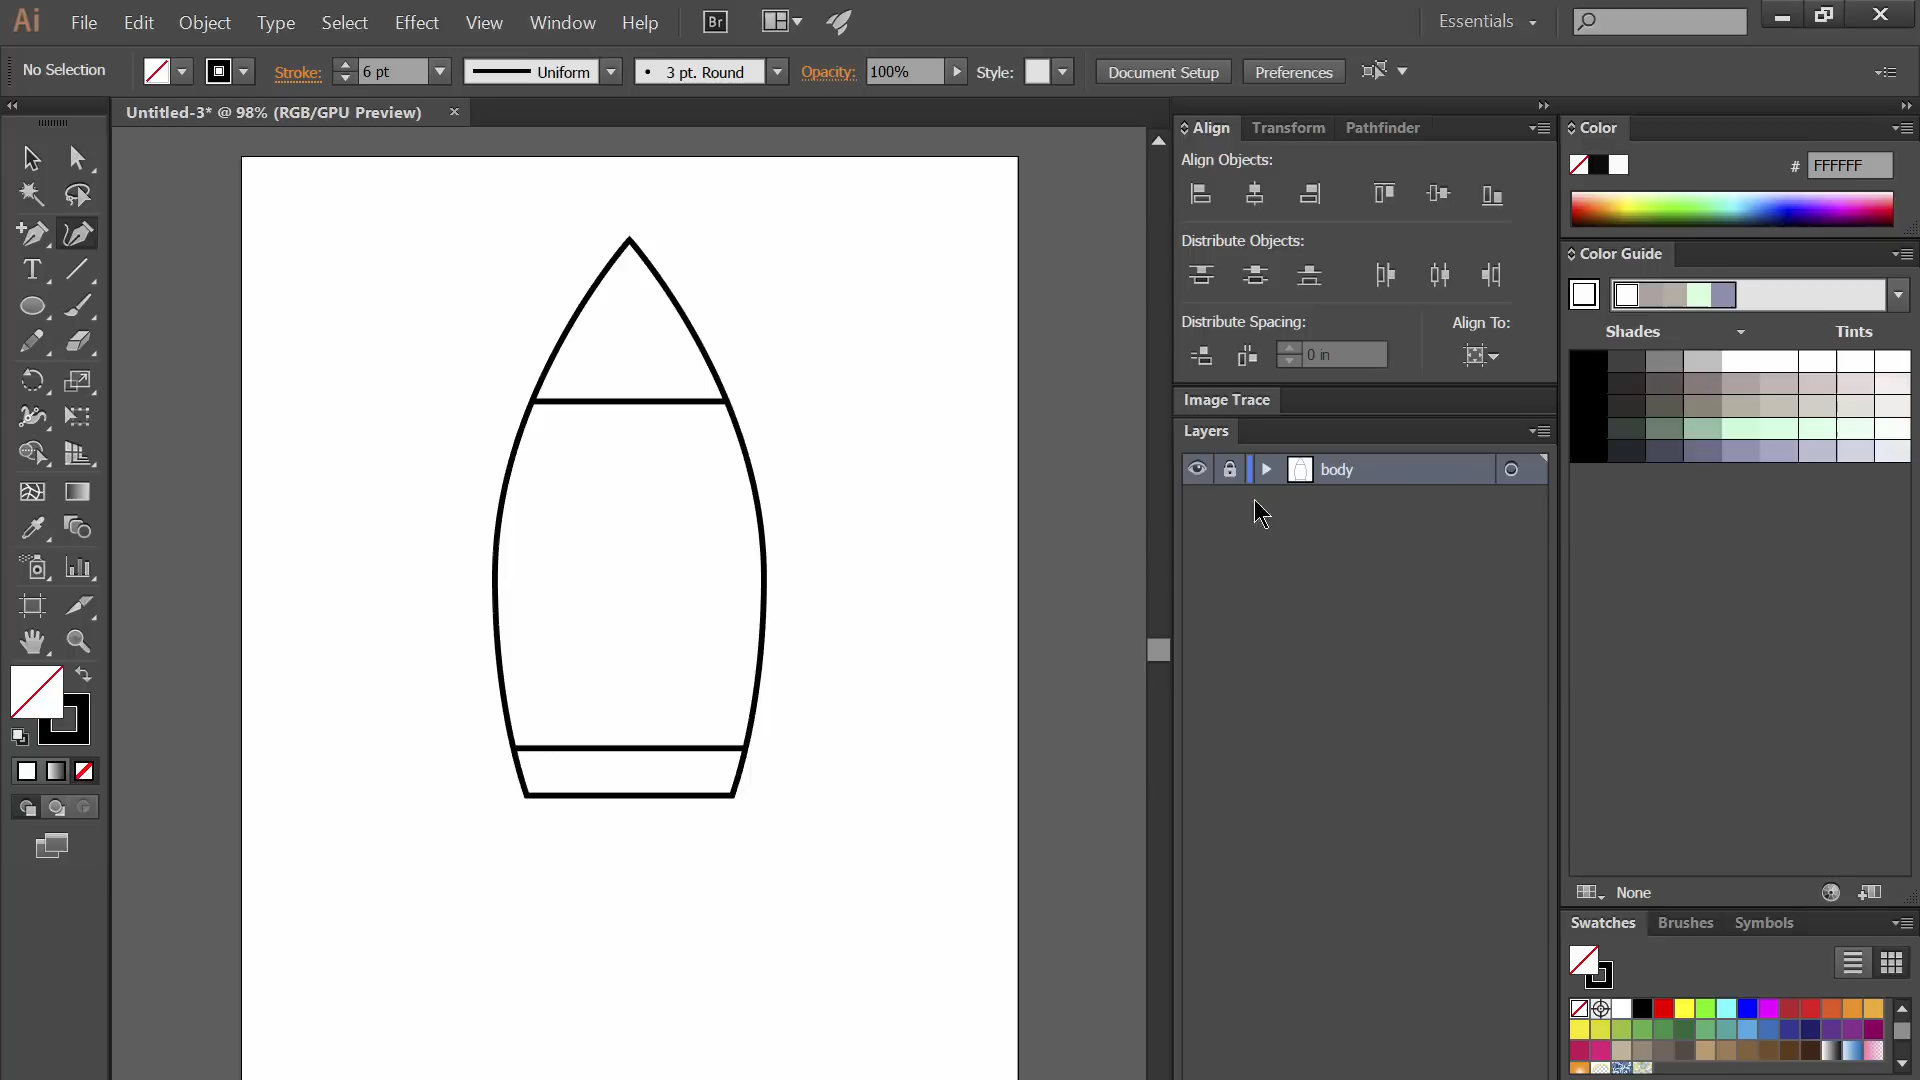 Ai File Edit Object Type Select Effect View Window Help Br Essentials
No Selection Stroke: 6 pt Uniform 3 pt. Round Opacity: 100% Style: Document Setup Preferences
Untitled-3* @ 98% (RGB/GPU Preview)
Align Transform Pathfinder
Align Objects:
Distribute Objects:
Distribute Spacing: Align To:
0 in
Image Trace
Layers
body
Color
# FFFFFF
Color Guide
Shades Tints
None
Swatches Brushes Symbols